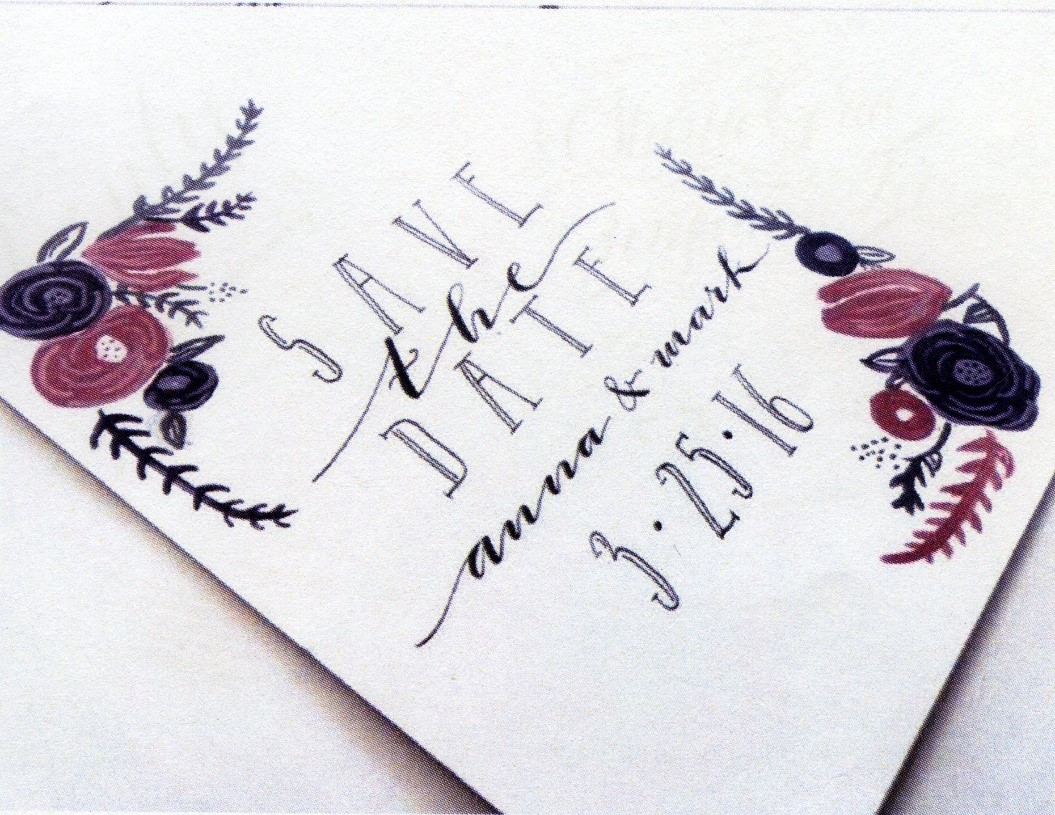 SAVE
the
DATE
anna & mark
3·25·16